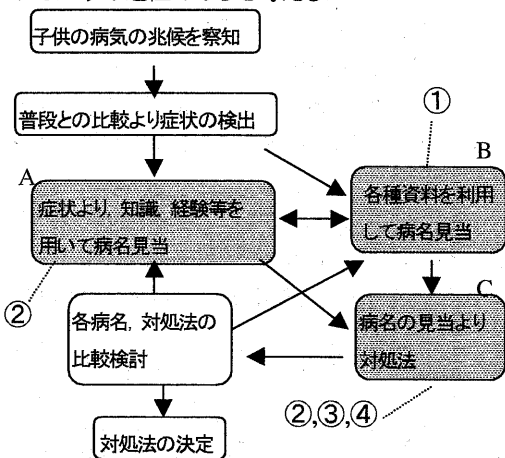 子供の病気の兆候を察知
普段との比較より症状の検出
①
B
A
各種資料を利用
して病名見当
症状より, 知識, 経験等を
用いて病名見当
②
C
病名の見当より
対処法
各病名, 対処法の
比較検討
②,③,④
対処法の決定